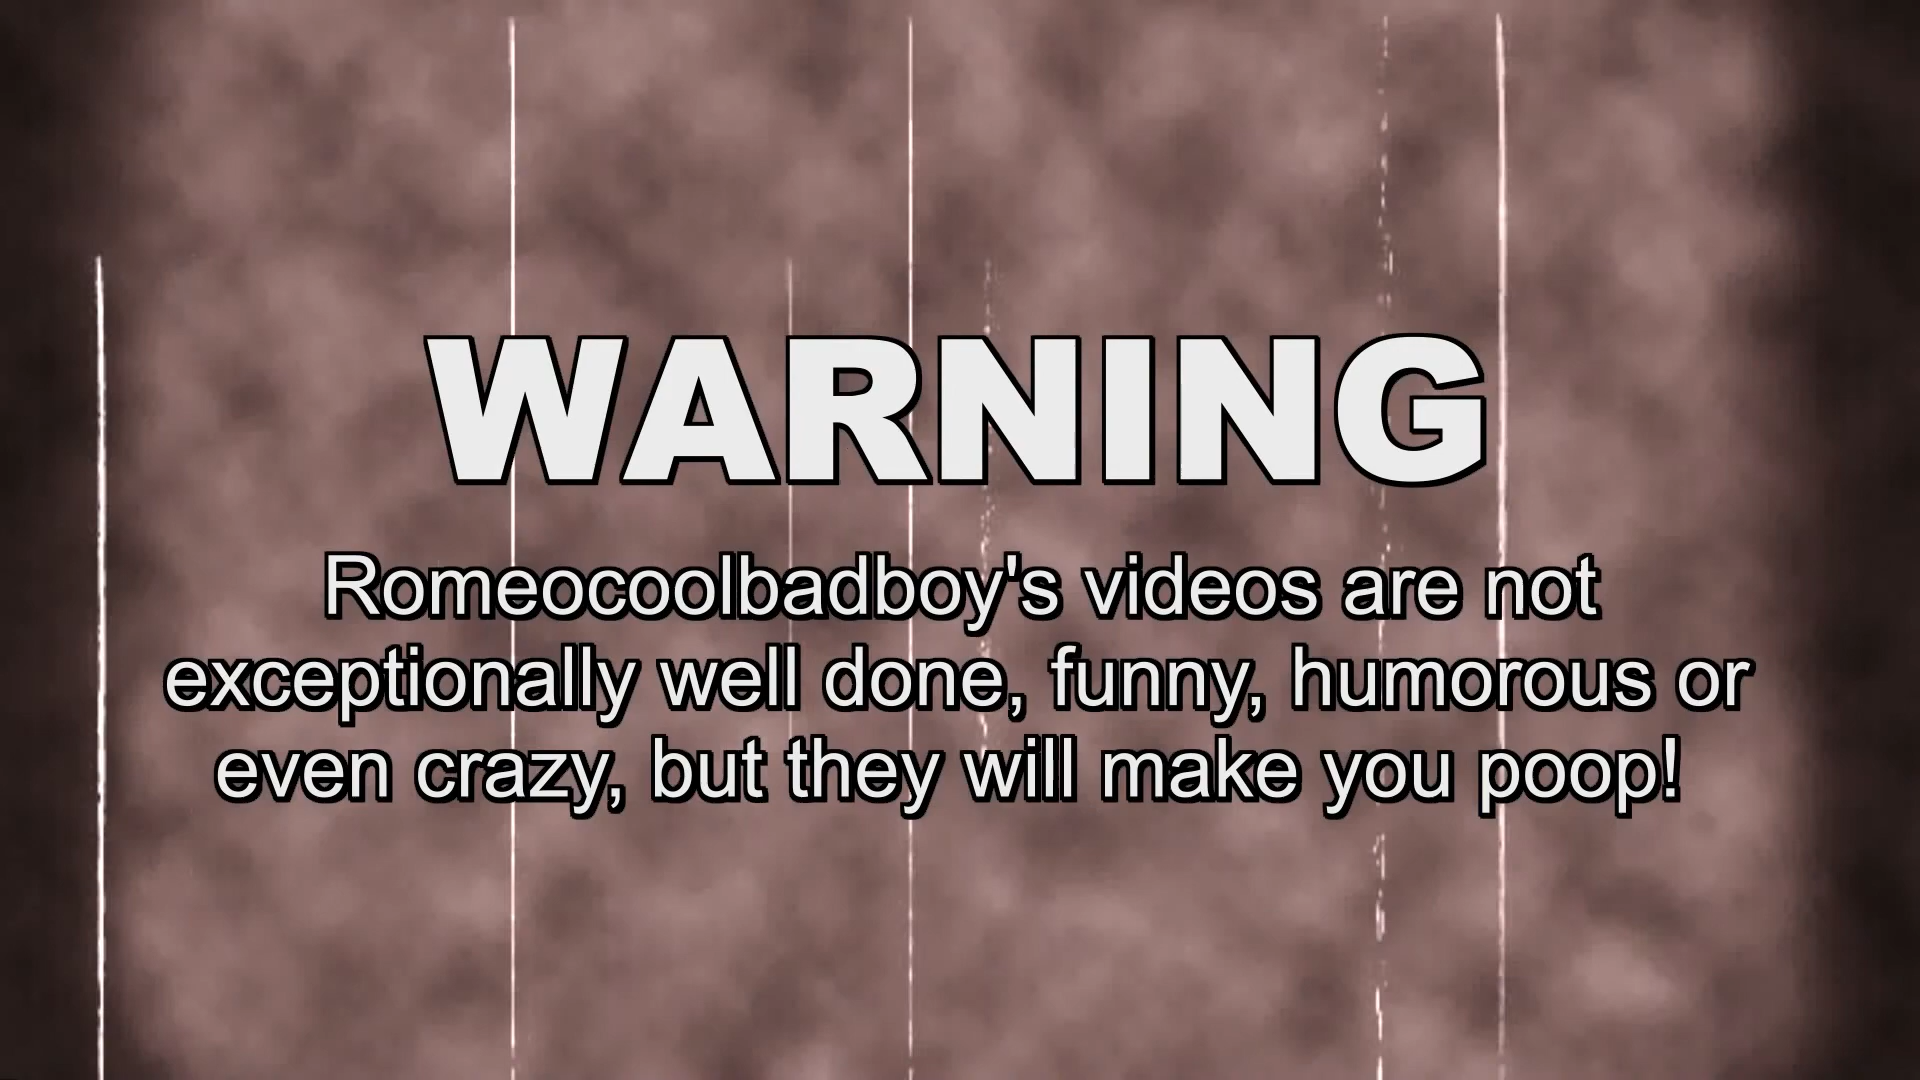 WARNING
Romeocoolbadboy's videos are not
exceptionally well done, funny, humorous or
even crazy, but they will make you poop!